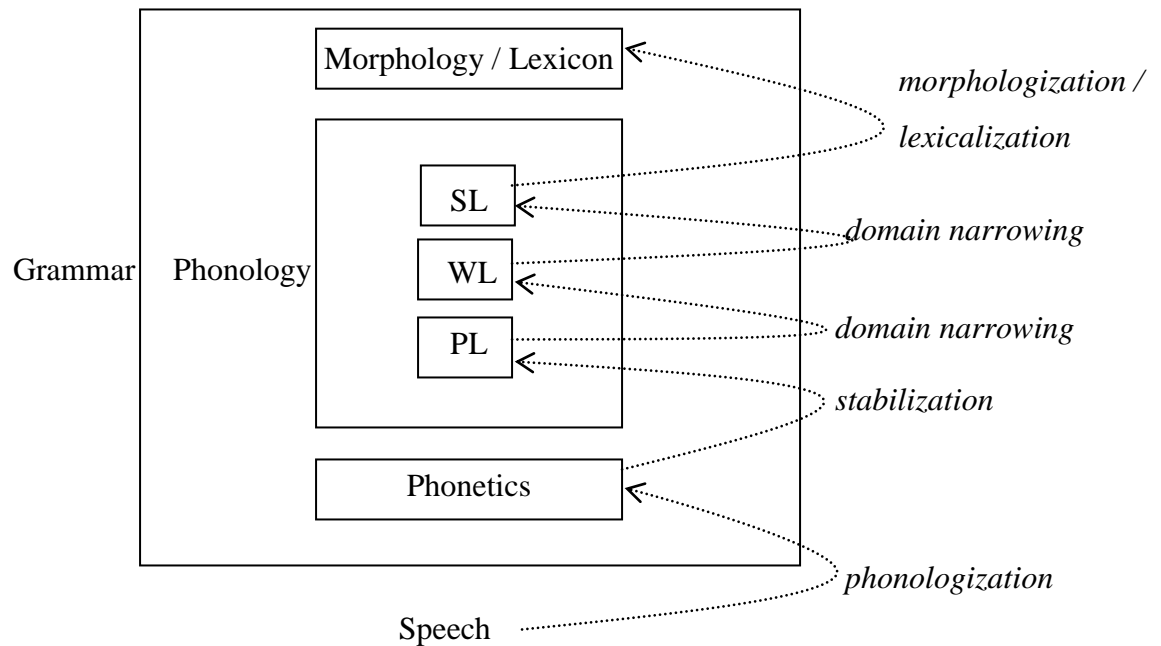 Morphology / Lexicon
morphologization /
lexicalization
SL
domain narrowing
Grammar
Phonology
WL
domain narrowing
PL
stabilization
Phonetics
phonologization
Speech